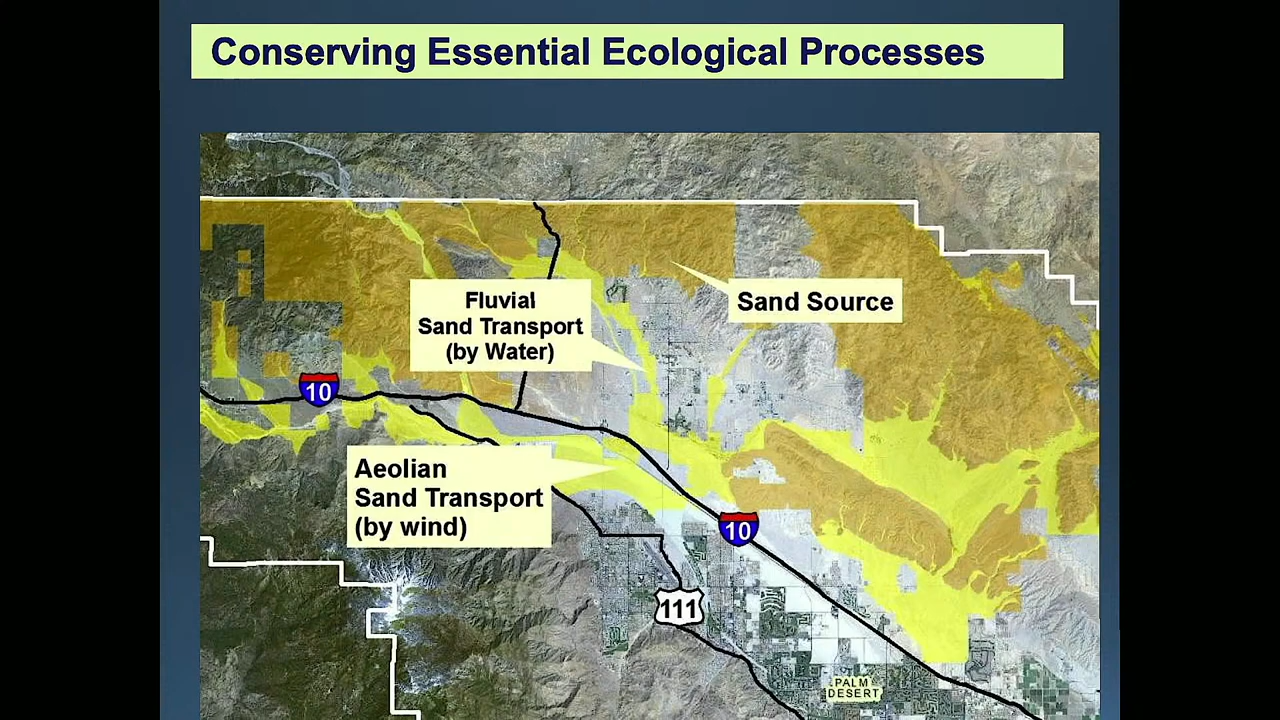 Conserving Essential Ecological Processes
Fluvial
Sand Transport
(by Water)
Sand Source
10
Aeolian
Sand Transport
(by wind)
10
111
PALM
DESERT